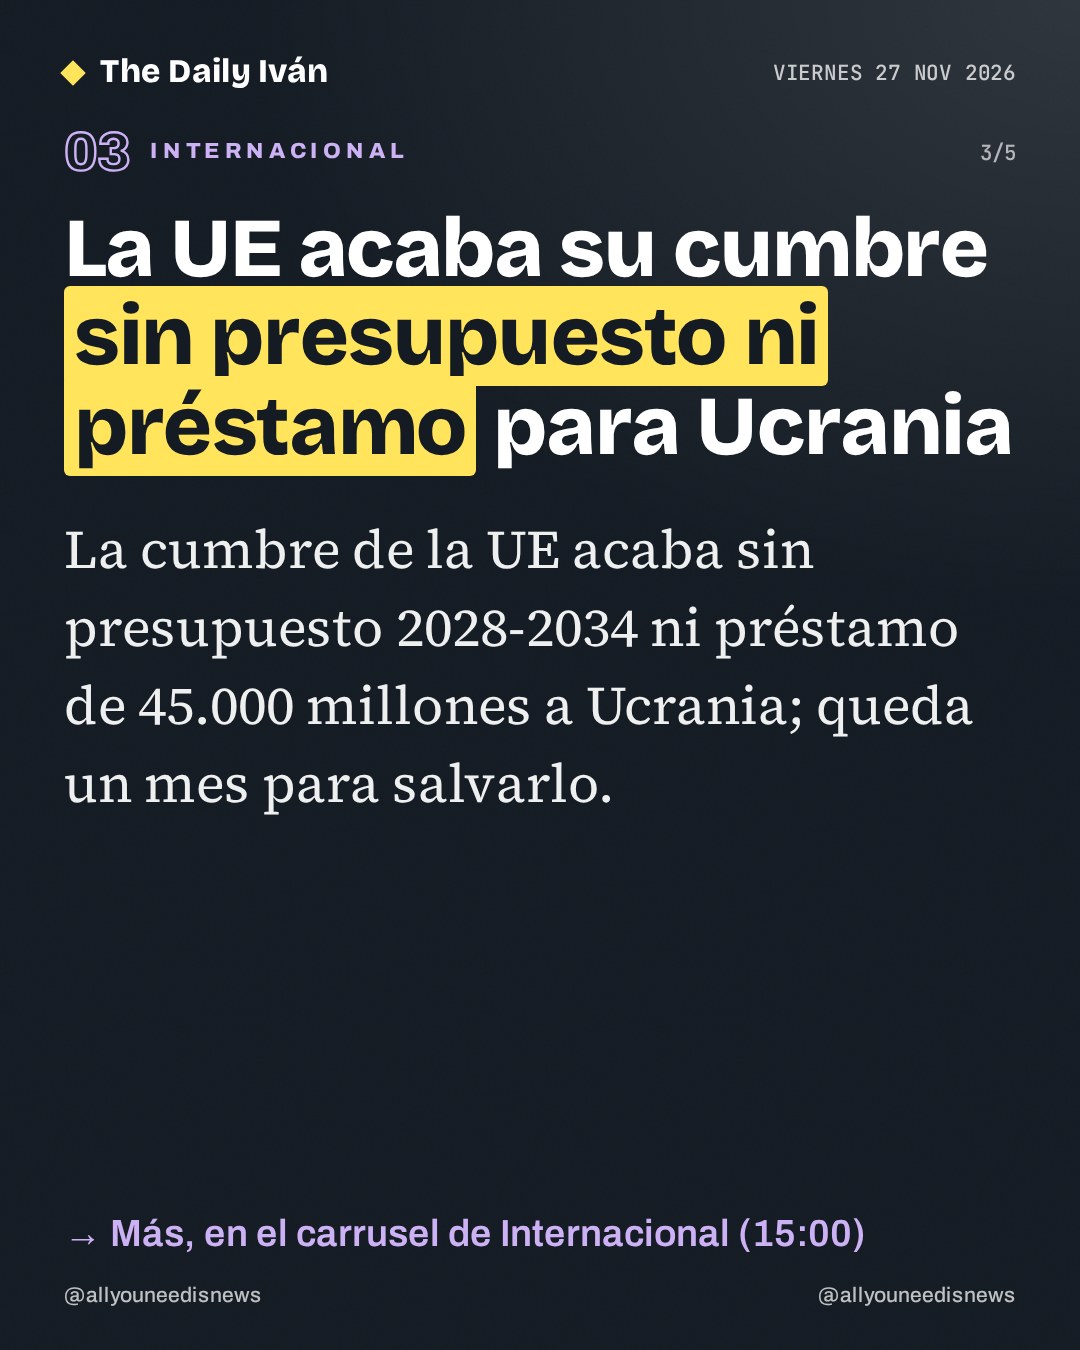 The Daily Iván
VIERNES 27 NOV 2026
03 INTERNACIONAL
3/5
La UE acaba su cumbre
sin presupuesto ni
préstamo para Ucrania
La cumbre de la UE acaba sin
presupuesto 2028-2034 ni préstamo
de 45.000 millones a Ucrania; queda
un mes para salvarlo.
→ Más, en el carrusel de Internacional (15:00)
@allyouneedisnews
@allyouneedisnews